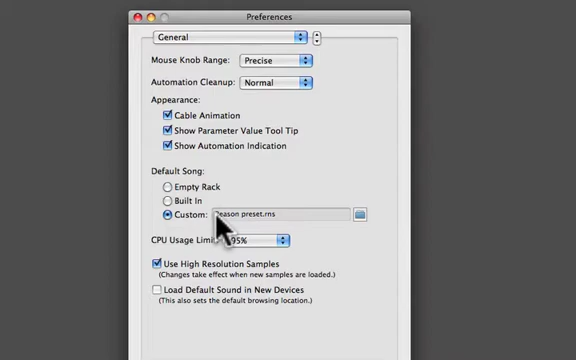 Preferences
General
Mouse Knob Range: Precise
Automation Cleanup: Normal
Appearance:
Cable Animation
Show Parameter Value Tool Tip
Show Automation Indication
Default Song:
Empty Rack
Built In
Custom: Reason preset.rns
CPU Usage Limit: 95%
Use High Resolution Samples
(Changes take effect when new samples are loaded.)
Load Default Sound in New Devices
(This also sets the default browsing location.)